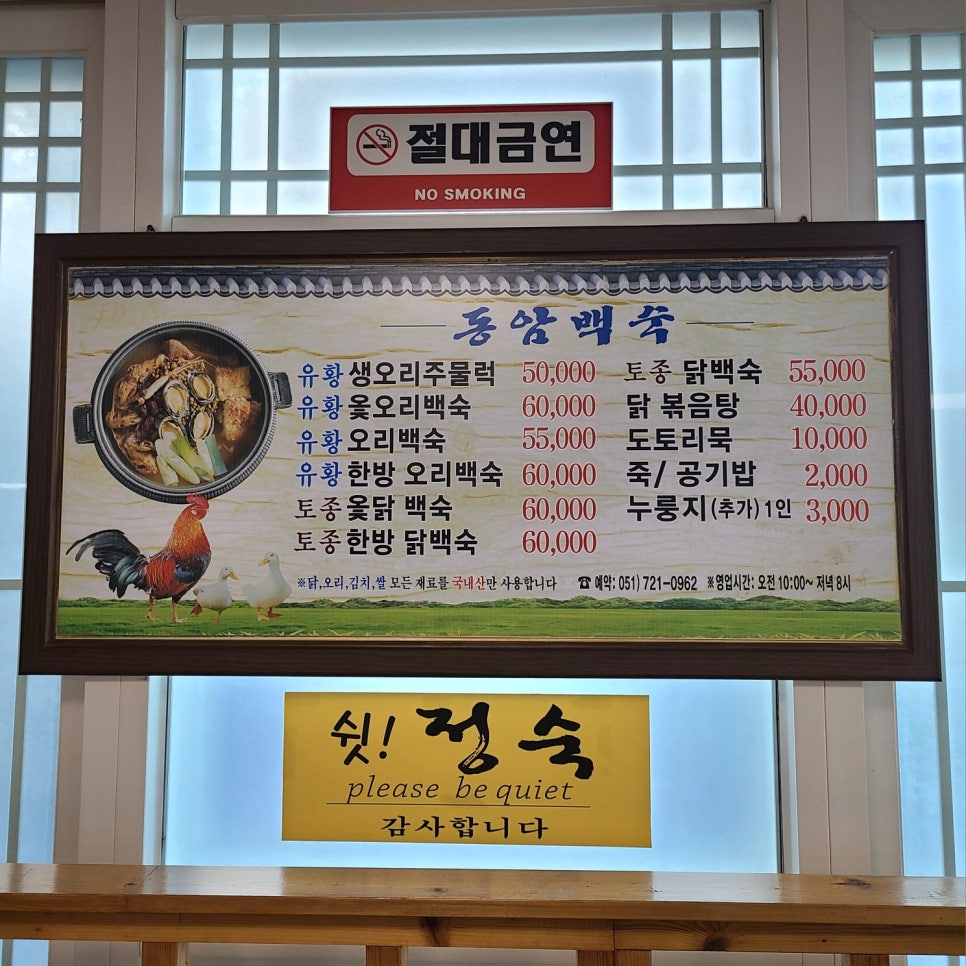 절대금연
NO SMOKING
동암백숙
유황 생오리주물럭 50,000
유황 옻오리백숙 60,000
유황 오리백숙 55,000
유황 한방 오리백숙 60,000
토종 옻닭 백숙 60,000
토종 한방 닭백숙 60,000
토종 닭백숙 55,000
닭 볶음탕 40,000
도토리묵 10,000
죽/ 공기밥 2,000
누룽지(추가) 1인 3,000
※닭,오리,김치,쌀 모든 재료를 국내산만 사용합니다
☎ 예약: 051) 721-0962 ※영업시간: 오전 10:00~ 저녁 8시
쉿! 정숙
please be quiet
감사합니다